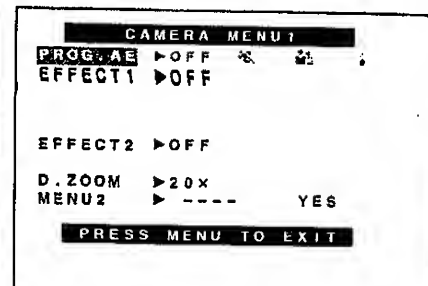 CAMERA MENU1
PROG.AE ►OFF
EFFECT1 ►OFF
EFFECT2 ►OFF
D.ZOOM ►20×
MENU2 ► ---- YES
PRESS MENU TO EXIT